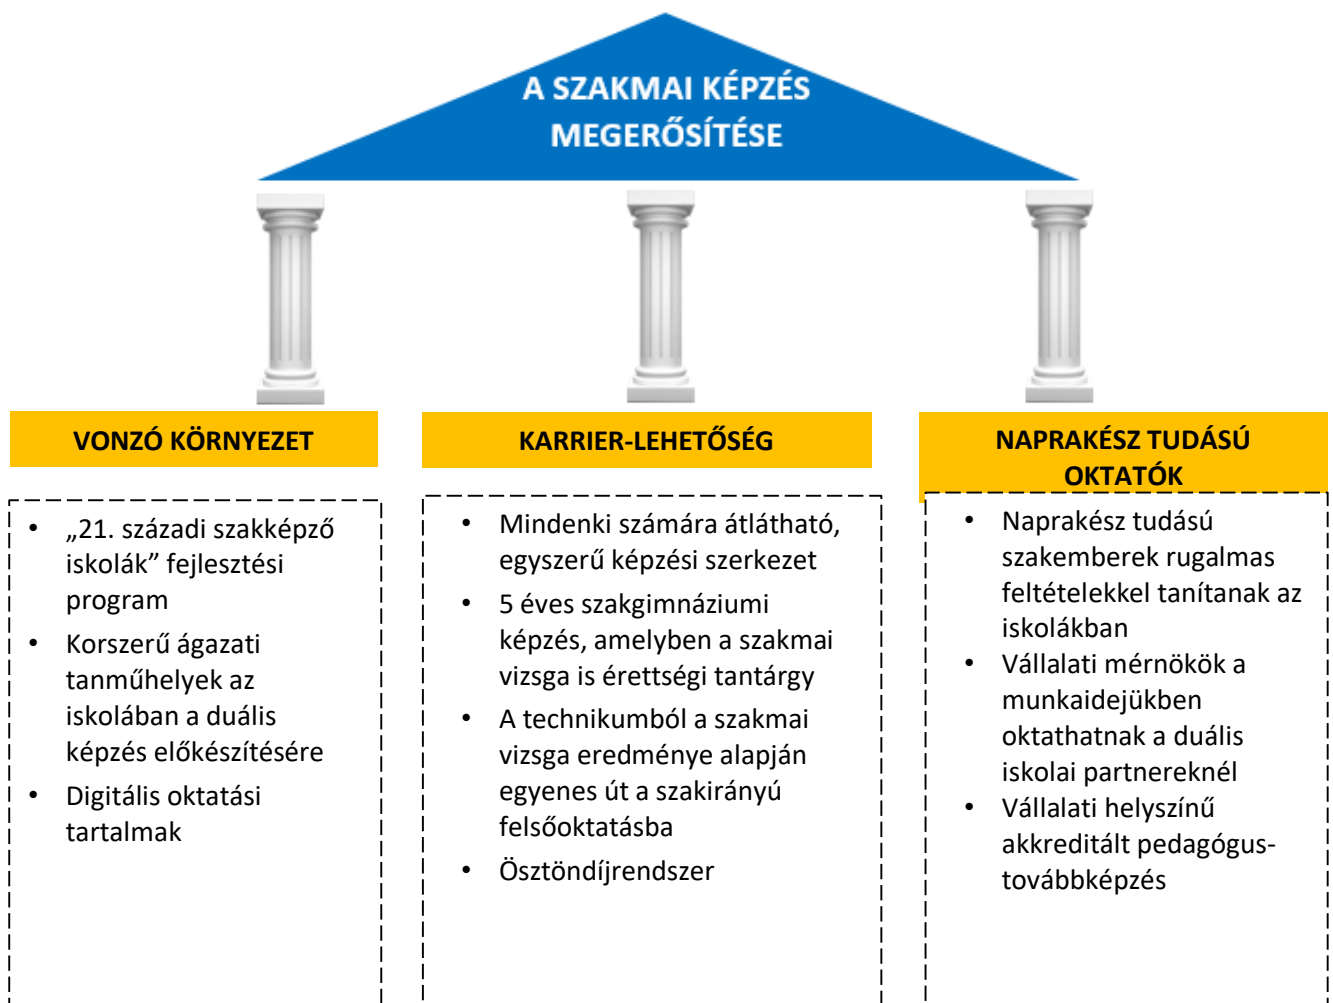 A SZAKMAI KÉPZÉS
MEGERŐSÍTÉSE
VONZÓ KÖRNYEZET
• „21. századi szakképző
iskolák” fejlesztési
program
• Korszerű ágazati
tanműhelyek az
iskolában a duális
képzés előkészítésére
• Digitális oktatási
tartalmak
KARRIER-LEHETŐSÉG
• Mindenki számára átlátható,
egyszerű képzési szerkezet
• 5 éves szakgimnáziumi
képzés, amelyben a szakmai
vizsga is érettségi tantárgy
• A technikumból a szakmai
vizsga eredménye alapján
egyenes út a szakirányú
felsőoktatásba
• Ösztöndíjrendszer
NAPRAKÉSZ TUDÁSÚ
OKTATÓK
• Naprakész tudású
szakemberek rugalmas
feltételekkel tanítanak az
iskolákban
• Vállalati mérnökök a
munkaidejükben
oktathatnak a duális
iskolai partnereknél
• Vállalati helyszínű
akkreditált pedagógus-
továbbképzés